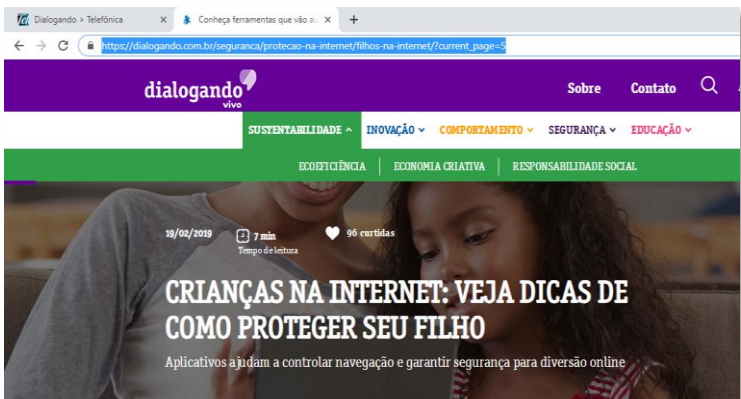 Dialogando > Telefônica
Conheça ferramentas que vão au
https://dialogando.com.br/seguranca/protecao-na-internet/filhos-na-internet/?current_page=5
dialogando
vivo
Sobre Contato
SUSTENTABILIDADE INOVAÇÃO COMPORTAMENTO SEGURANÇA EDUCAÇÃO
ECOEFICIÊNCIA ECONOMIA CRIATIVA RESPONSABILIDADE SOCIAL
19/02/2019 7 min 96 curtidas
Tempo de leitura
CRIANÇAS NA INTERNET: VEJA DICAS DE
COMO PROTEGER SEU FILHO
Aplicativos ajudam a controlar navegação e garantir segurança para diversão online